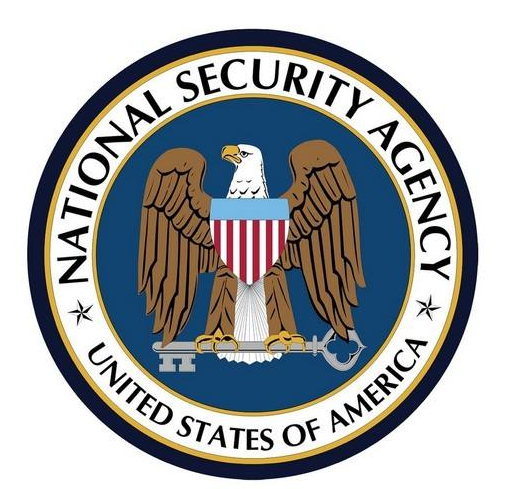 NATIONAL SECURITY AGENCY
UNITED STATES OF AMERICA